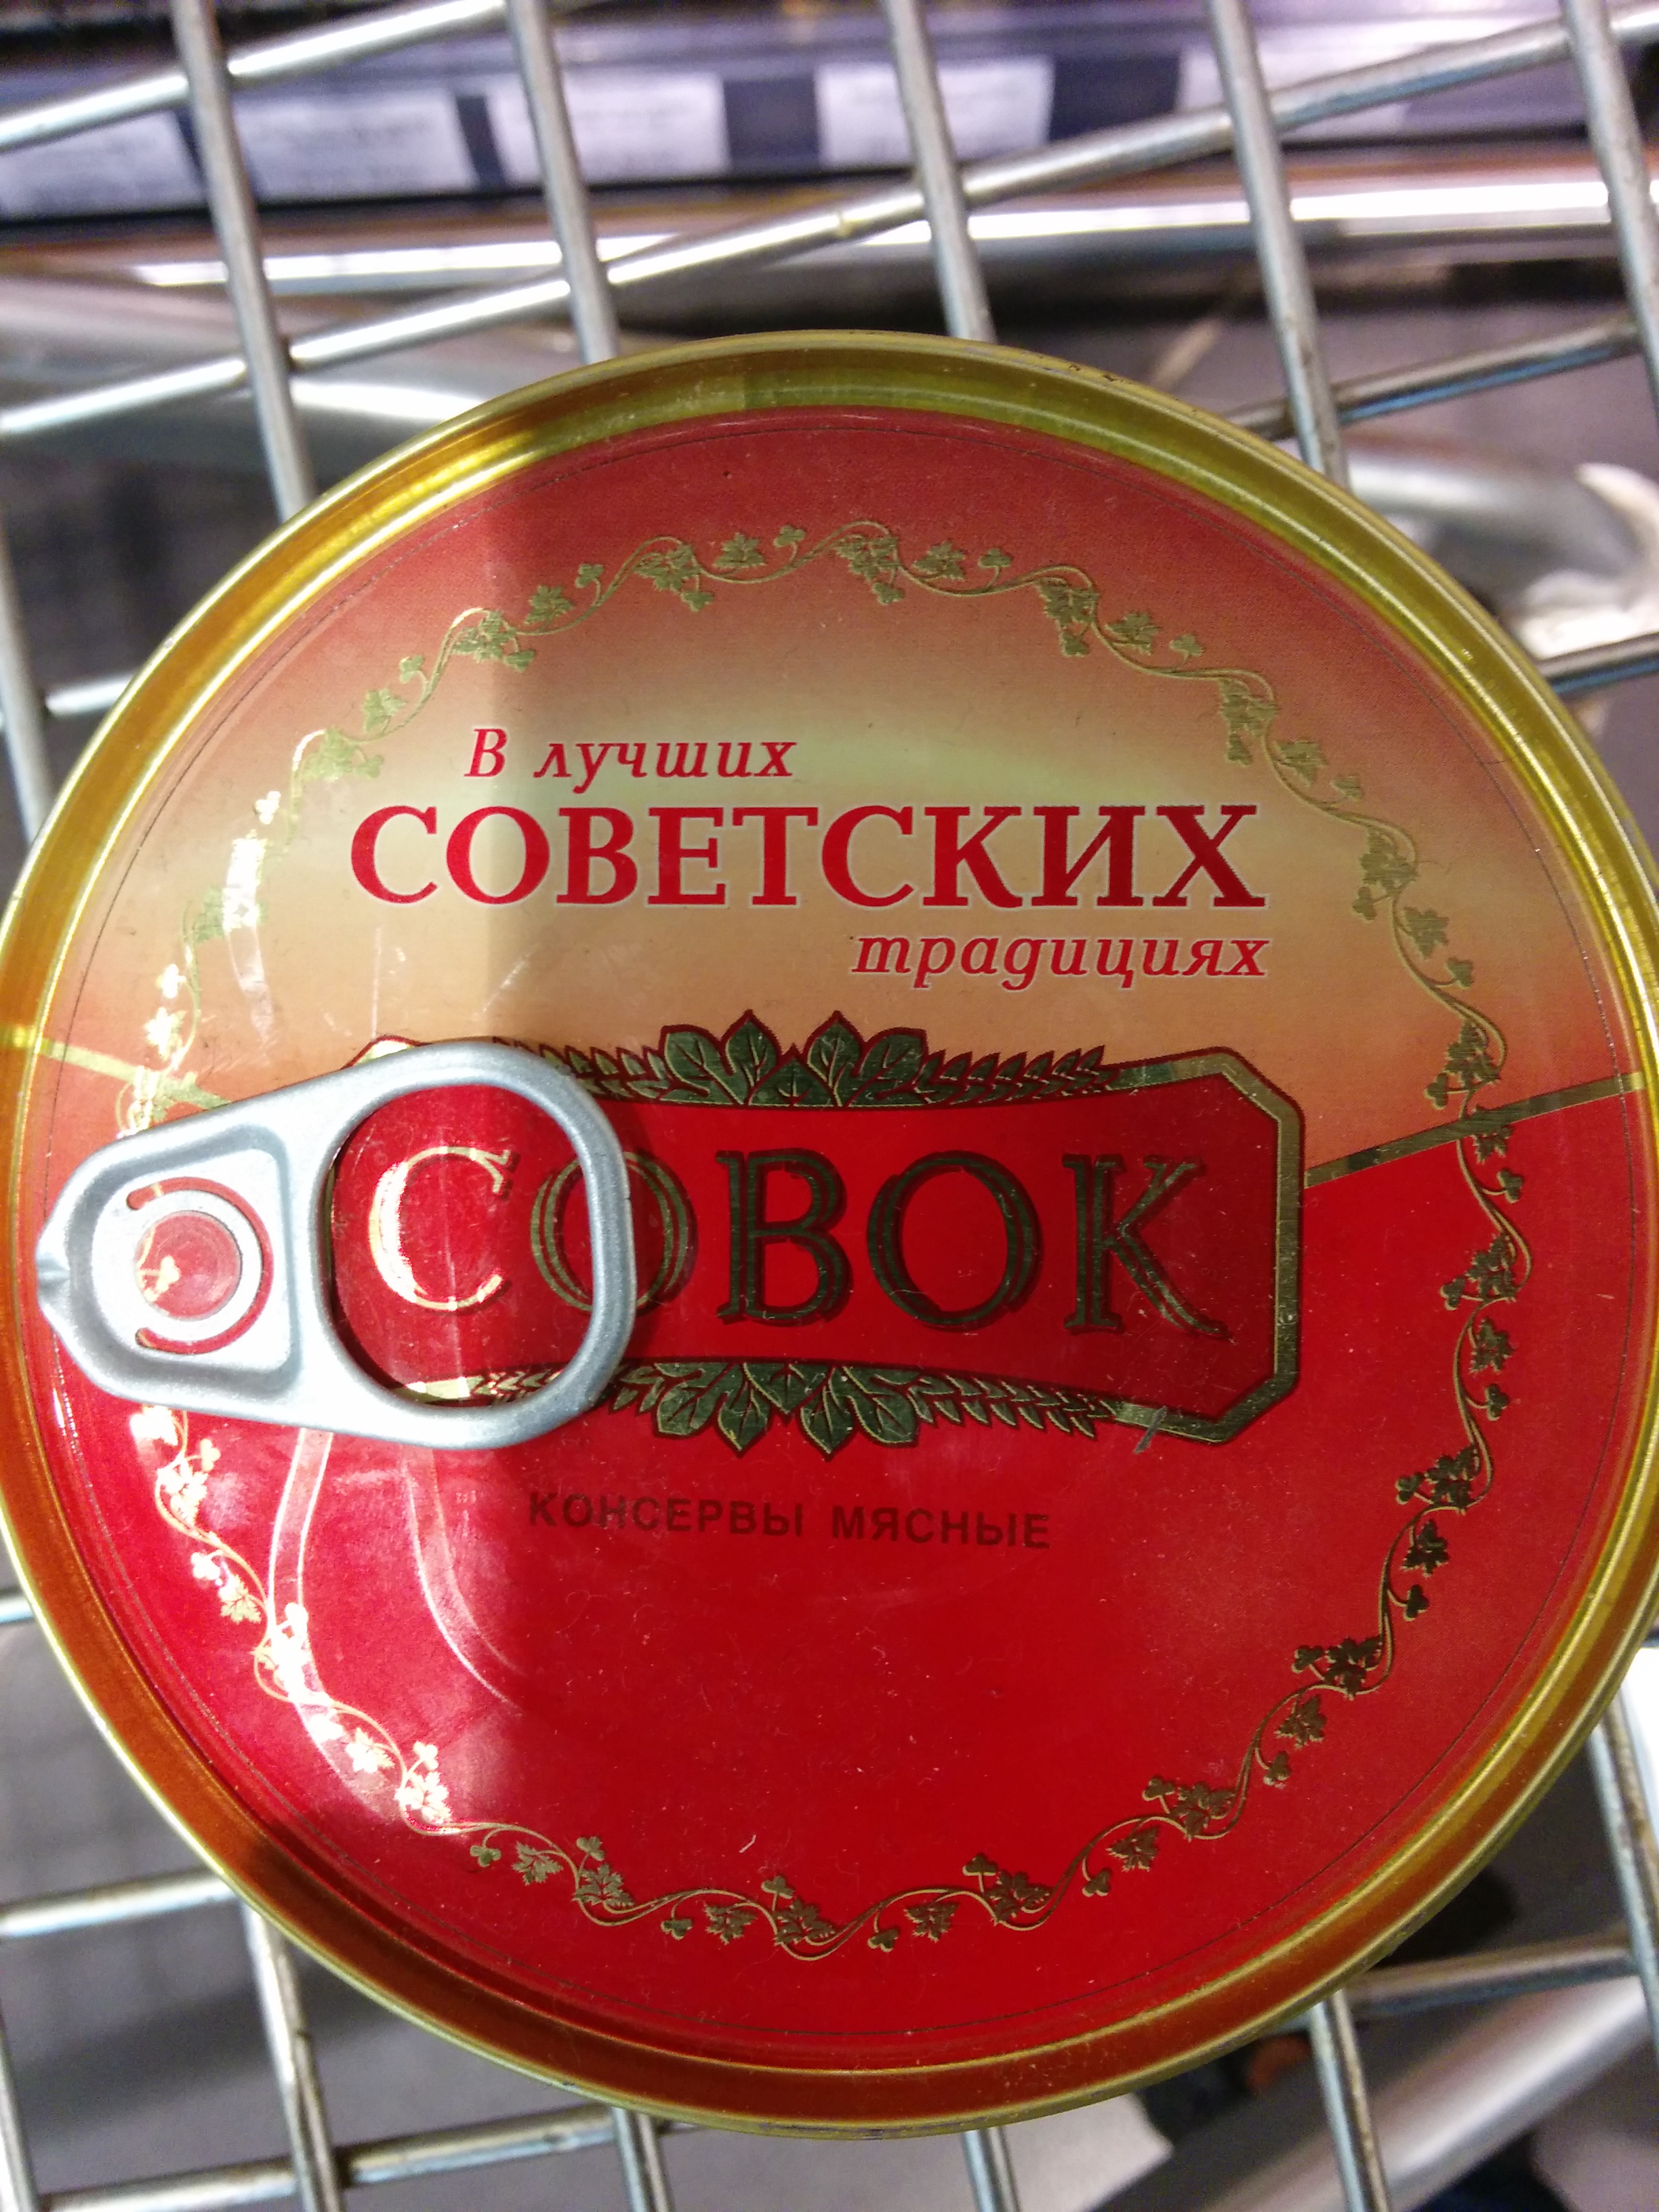 В лучших
СОВЕТСКИХ
традициях
СОВОК
КОНСЕРВЫ МЯСНЫЕ